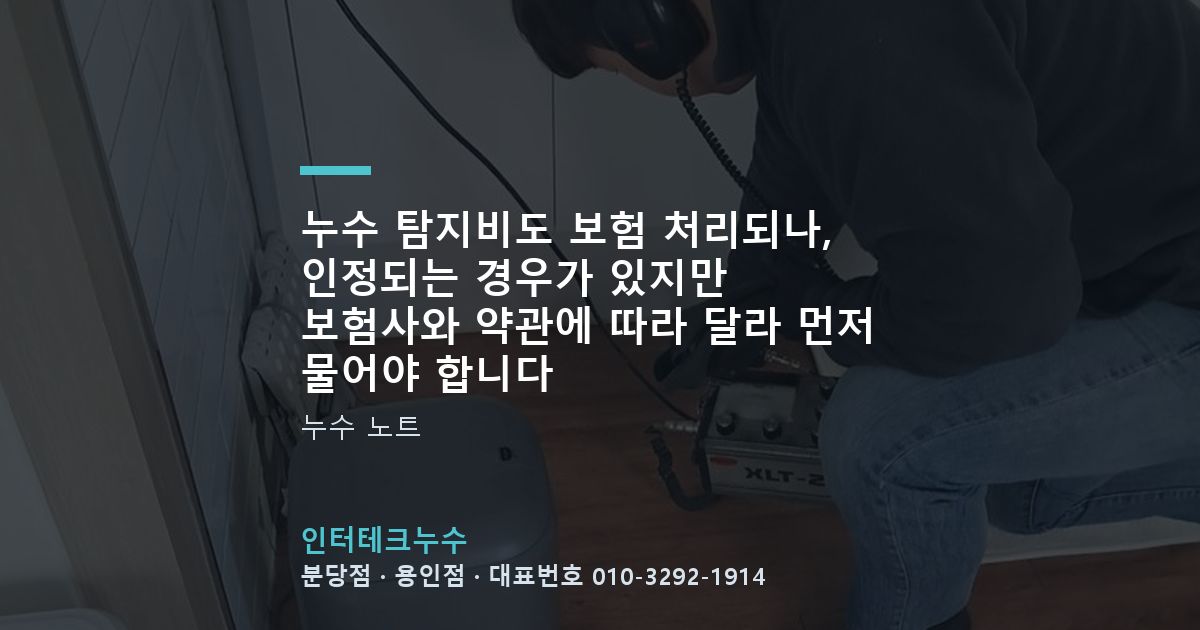 누수 탐지비도 보험 처리되나,
인정되는 경우가 있지만
보험사와 약관에 따라 달라 먼저
물어야 합니다
누수 노트
XLT-2
인터테크누수
분당점 · 용인점 · 대표번호 010-3292-1914